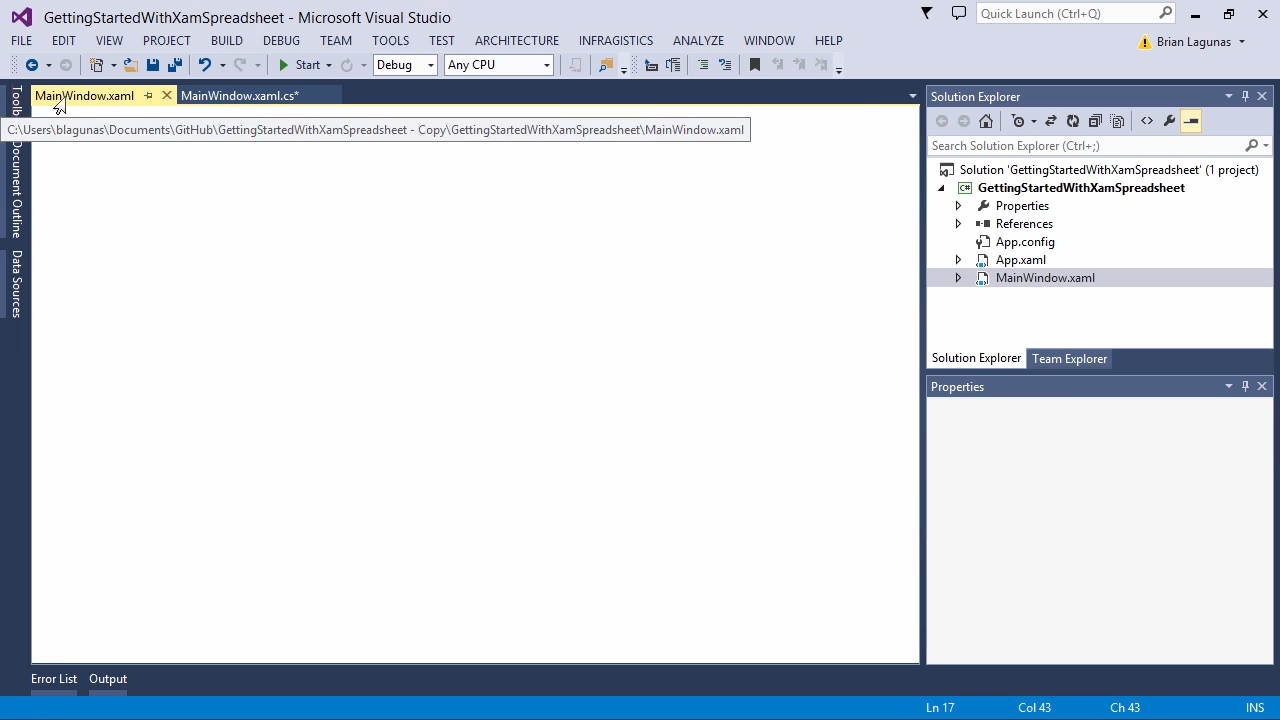 GettingStartedWithXamSpreadsheet - Microsoft Visual Studio
Quick Launch (Ctrl+Q)
FILE EDIT VIEW PROJECT BUILD DEBUG TEAM TOOLS TEST ARCHITECTURE INFRAGISTICS ANALYZE WINDOW HELP
Brian Lagunas
Start Debug Any CPU
MainWindow.xaml MainWindow.xaml.cs*
C:\Users\blagunas\Documents\GitHub\GettingStartedWithXamSpreadsheet - Copy\GettingStartedWithXamSpreadsheet\MainWindow.xaml
Document Outline
Data Sources
Solution Explorer
Search Solution Explorer (Ctrl+;)
Solution 'GettingStartedWithXamSpreadsheet' (1 project)
C# GettingStartedWithXamSpreadsheet
Properties
References
App.config
App.xaml
MainWindow.xaml
Solution Explorer Team Explorer
Properties
Error List Output
Ln 17 Col 43 Ch 43 INS